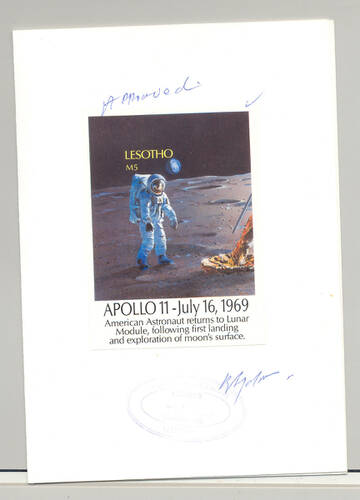 Approved.
LESOTHO
M5
APOLLO 11 - July 16, 1969
American Astronaut returns to Lunar
Module, following first landing
and exploration of moon's surface.